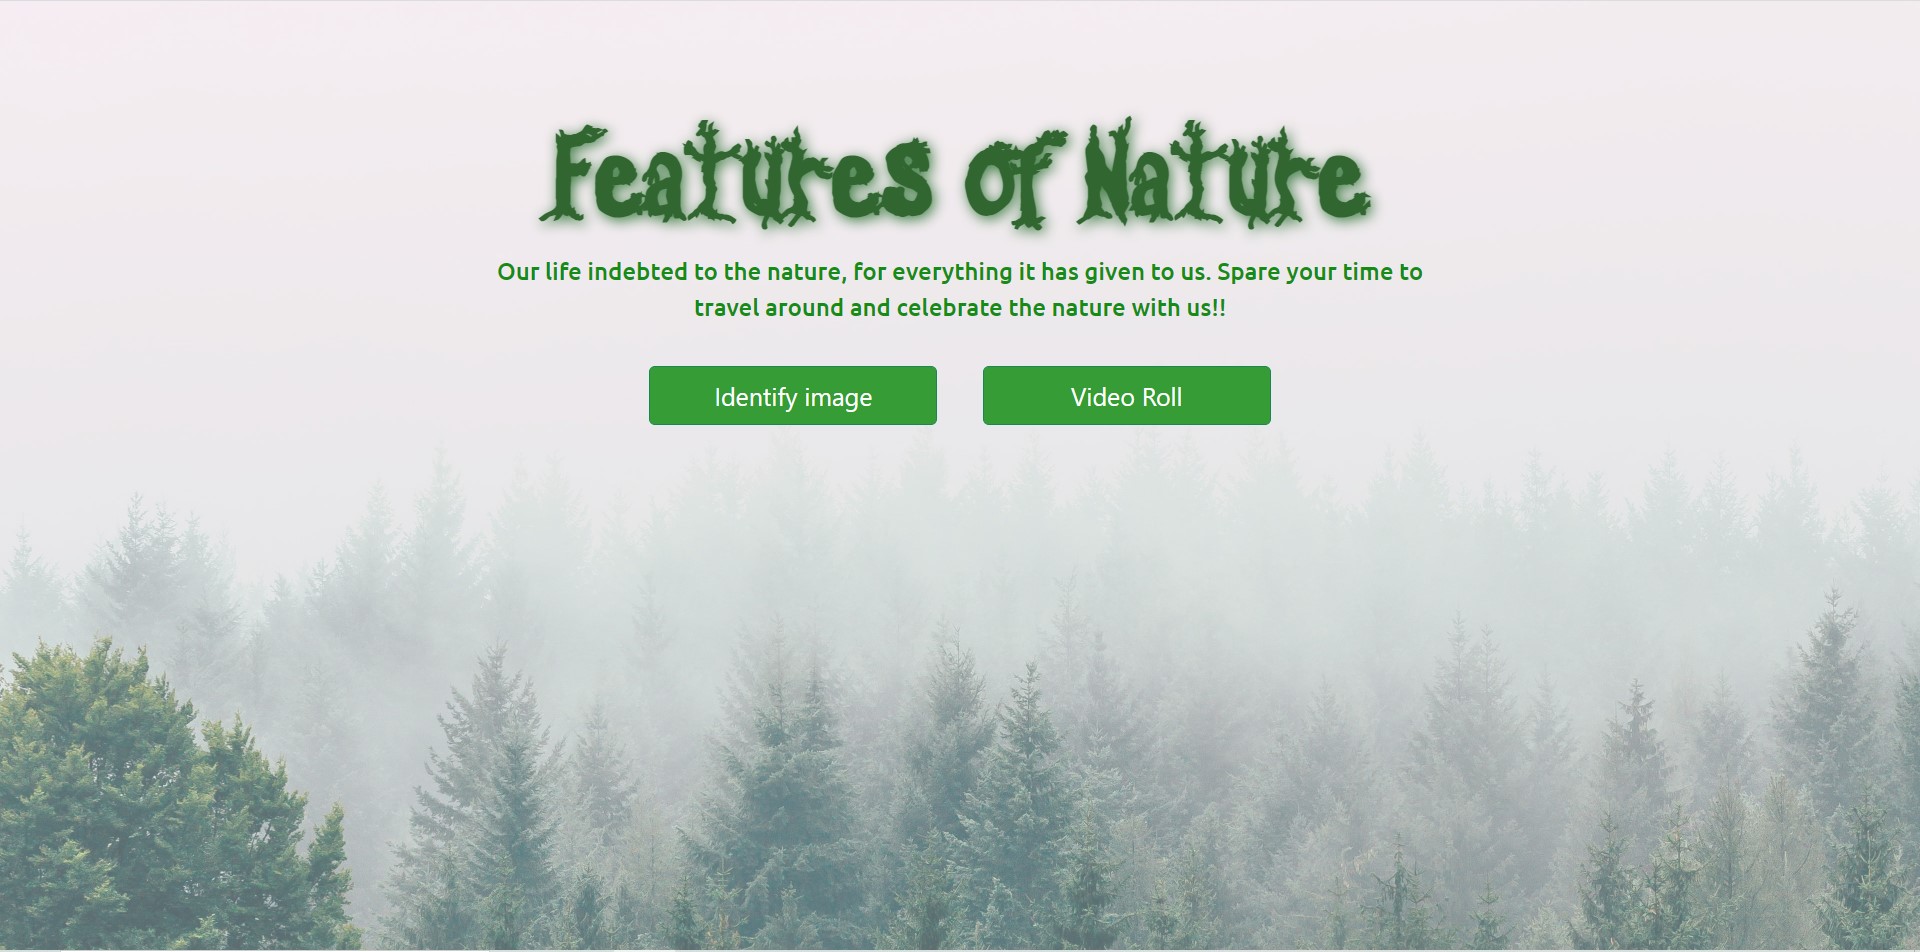 Features of Nature
Our life indebted to the nature, for everything it has given to us. Spare your time to
travel around and celebrate the nature with us!!
Identify image
Video Roll